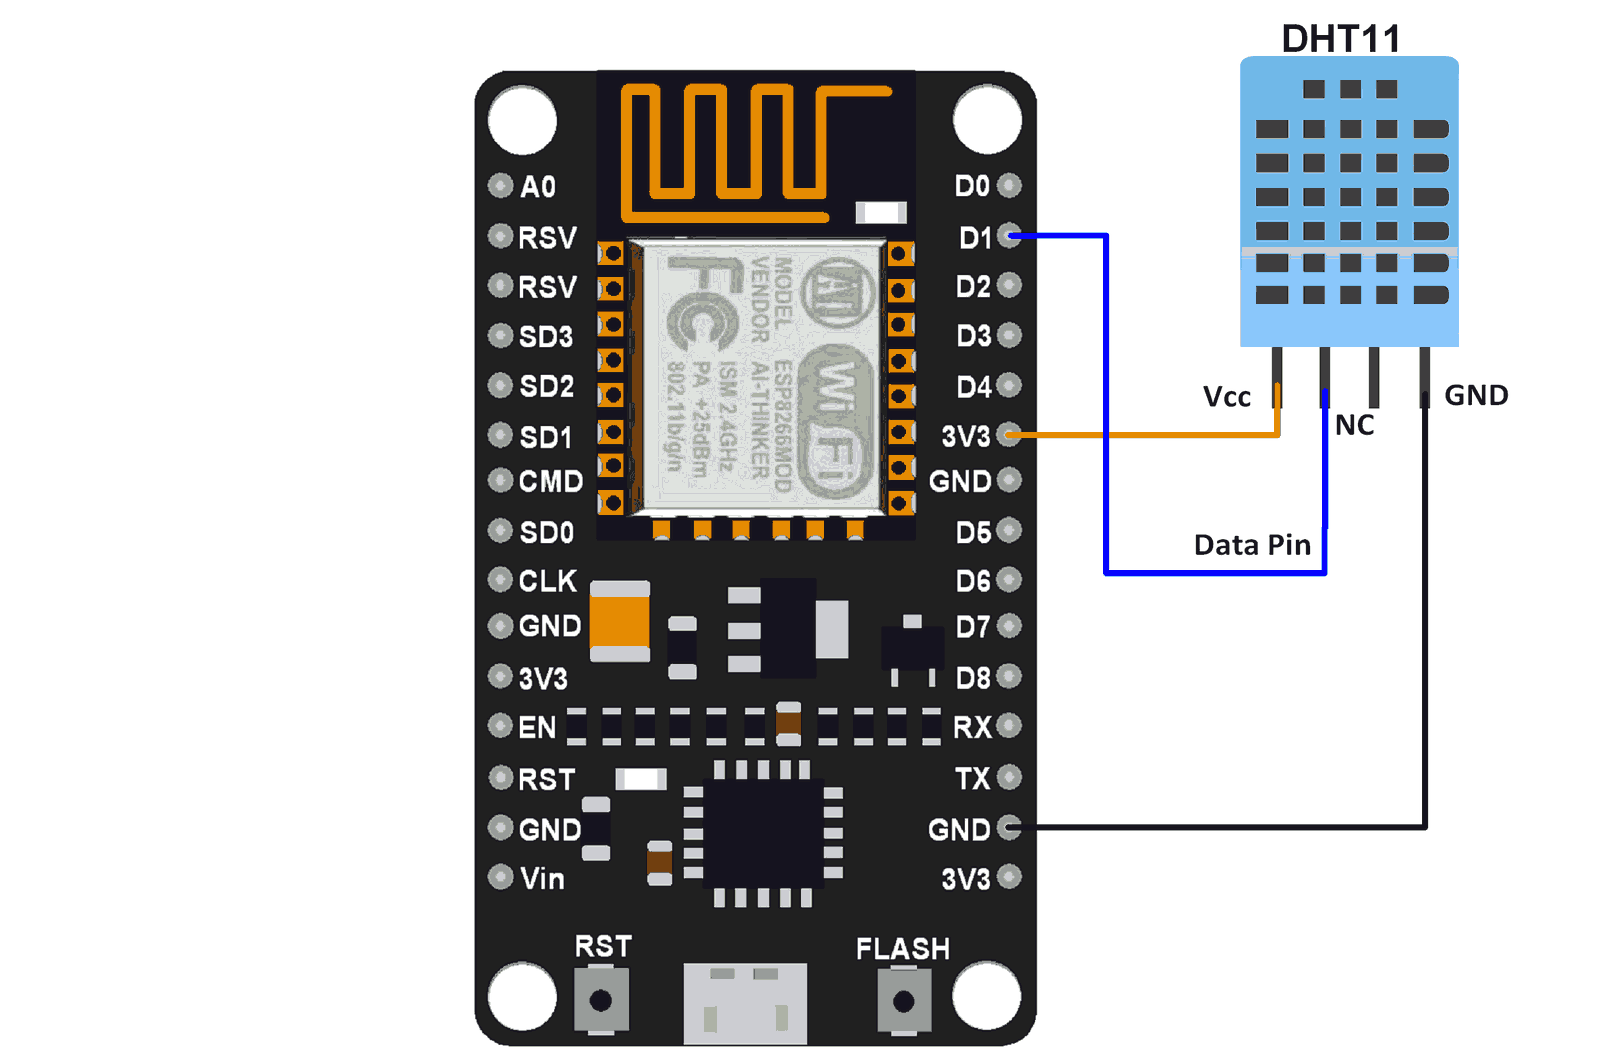 DHT11
A0
RSV
RSV
SD3
SD2
SD1
CMD
SD0
CLK
GND
3V3
EN
RST
GND
Vin
D0
D1
D2
D3
D4
3V3
GND
D5
D6
D7
D8
RX
TX
GND
3V3
FC
MODEL ESP8266MOD
VENDOR AI-THINKER
ISM 2.4GHz
PA +25dBm
802.11b/g/n
Wi Fi
Vcc
NC
GND
Data Pin
RST
FLASH